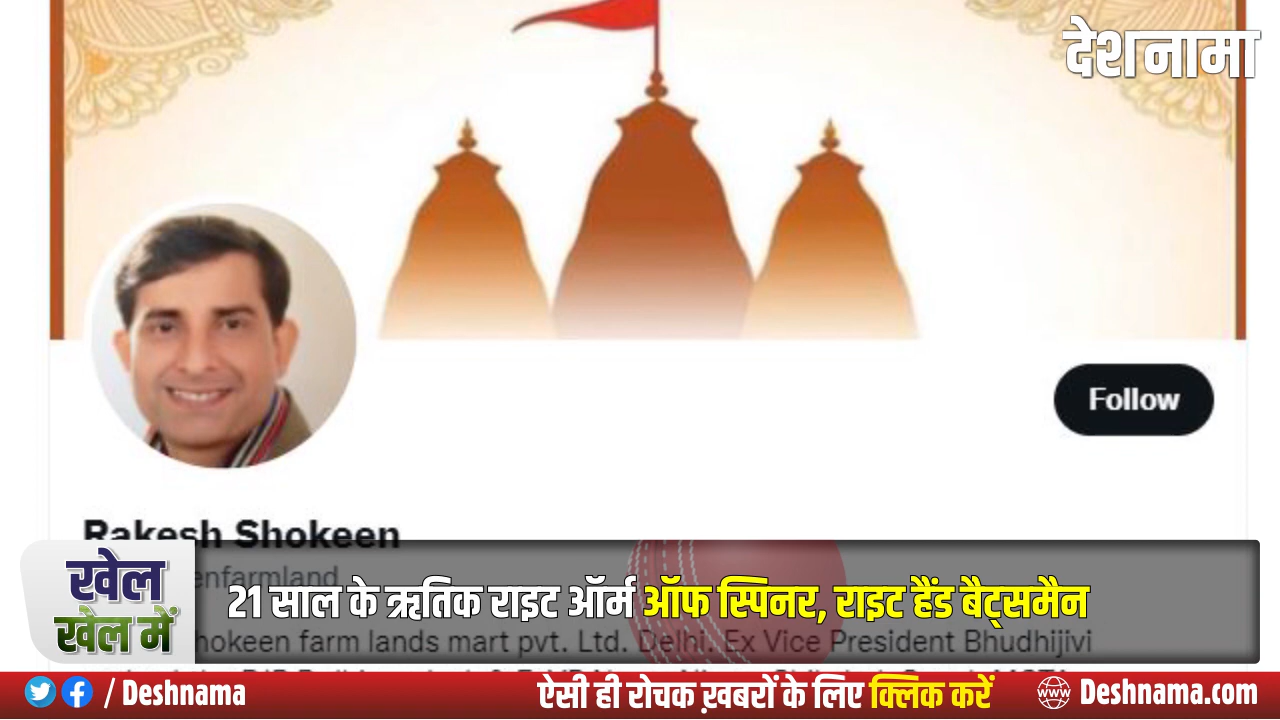 देशनामा
Follow
Rakesh Shokeen
enfarmland
खेल
खेल में
21 साल के ऋतिक राइट ऑर्म ऑफ स्पिनर, राइट हैंड बैट्समैन
hokeen farm lands mart pvt. Ltd. Delhi. Ex Vice President Bhudhijivi
/ Deshnama
ऐसी ही रोचक ख़बरों के लिए क्लिक करें
Deshnama.com